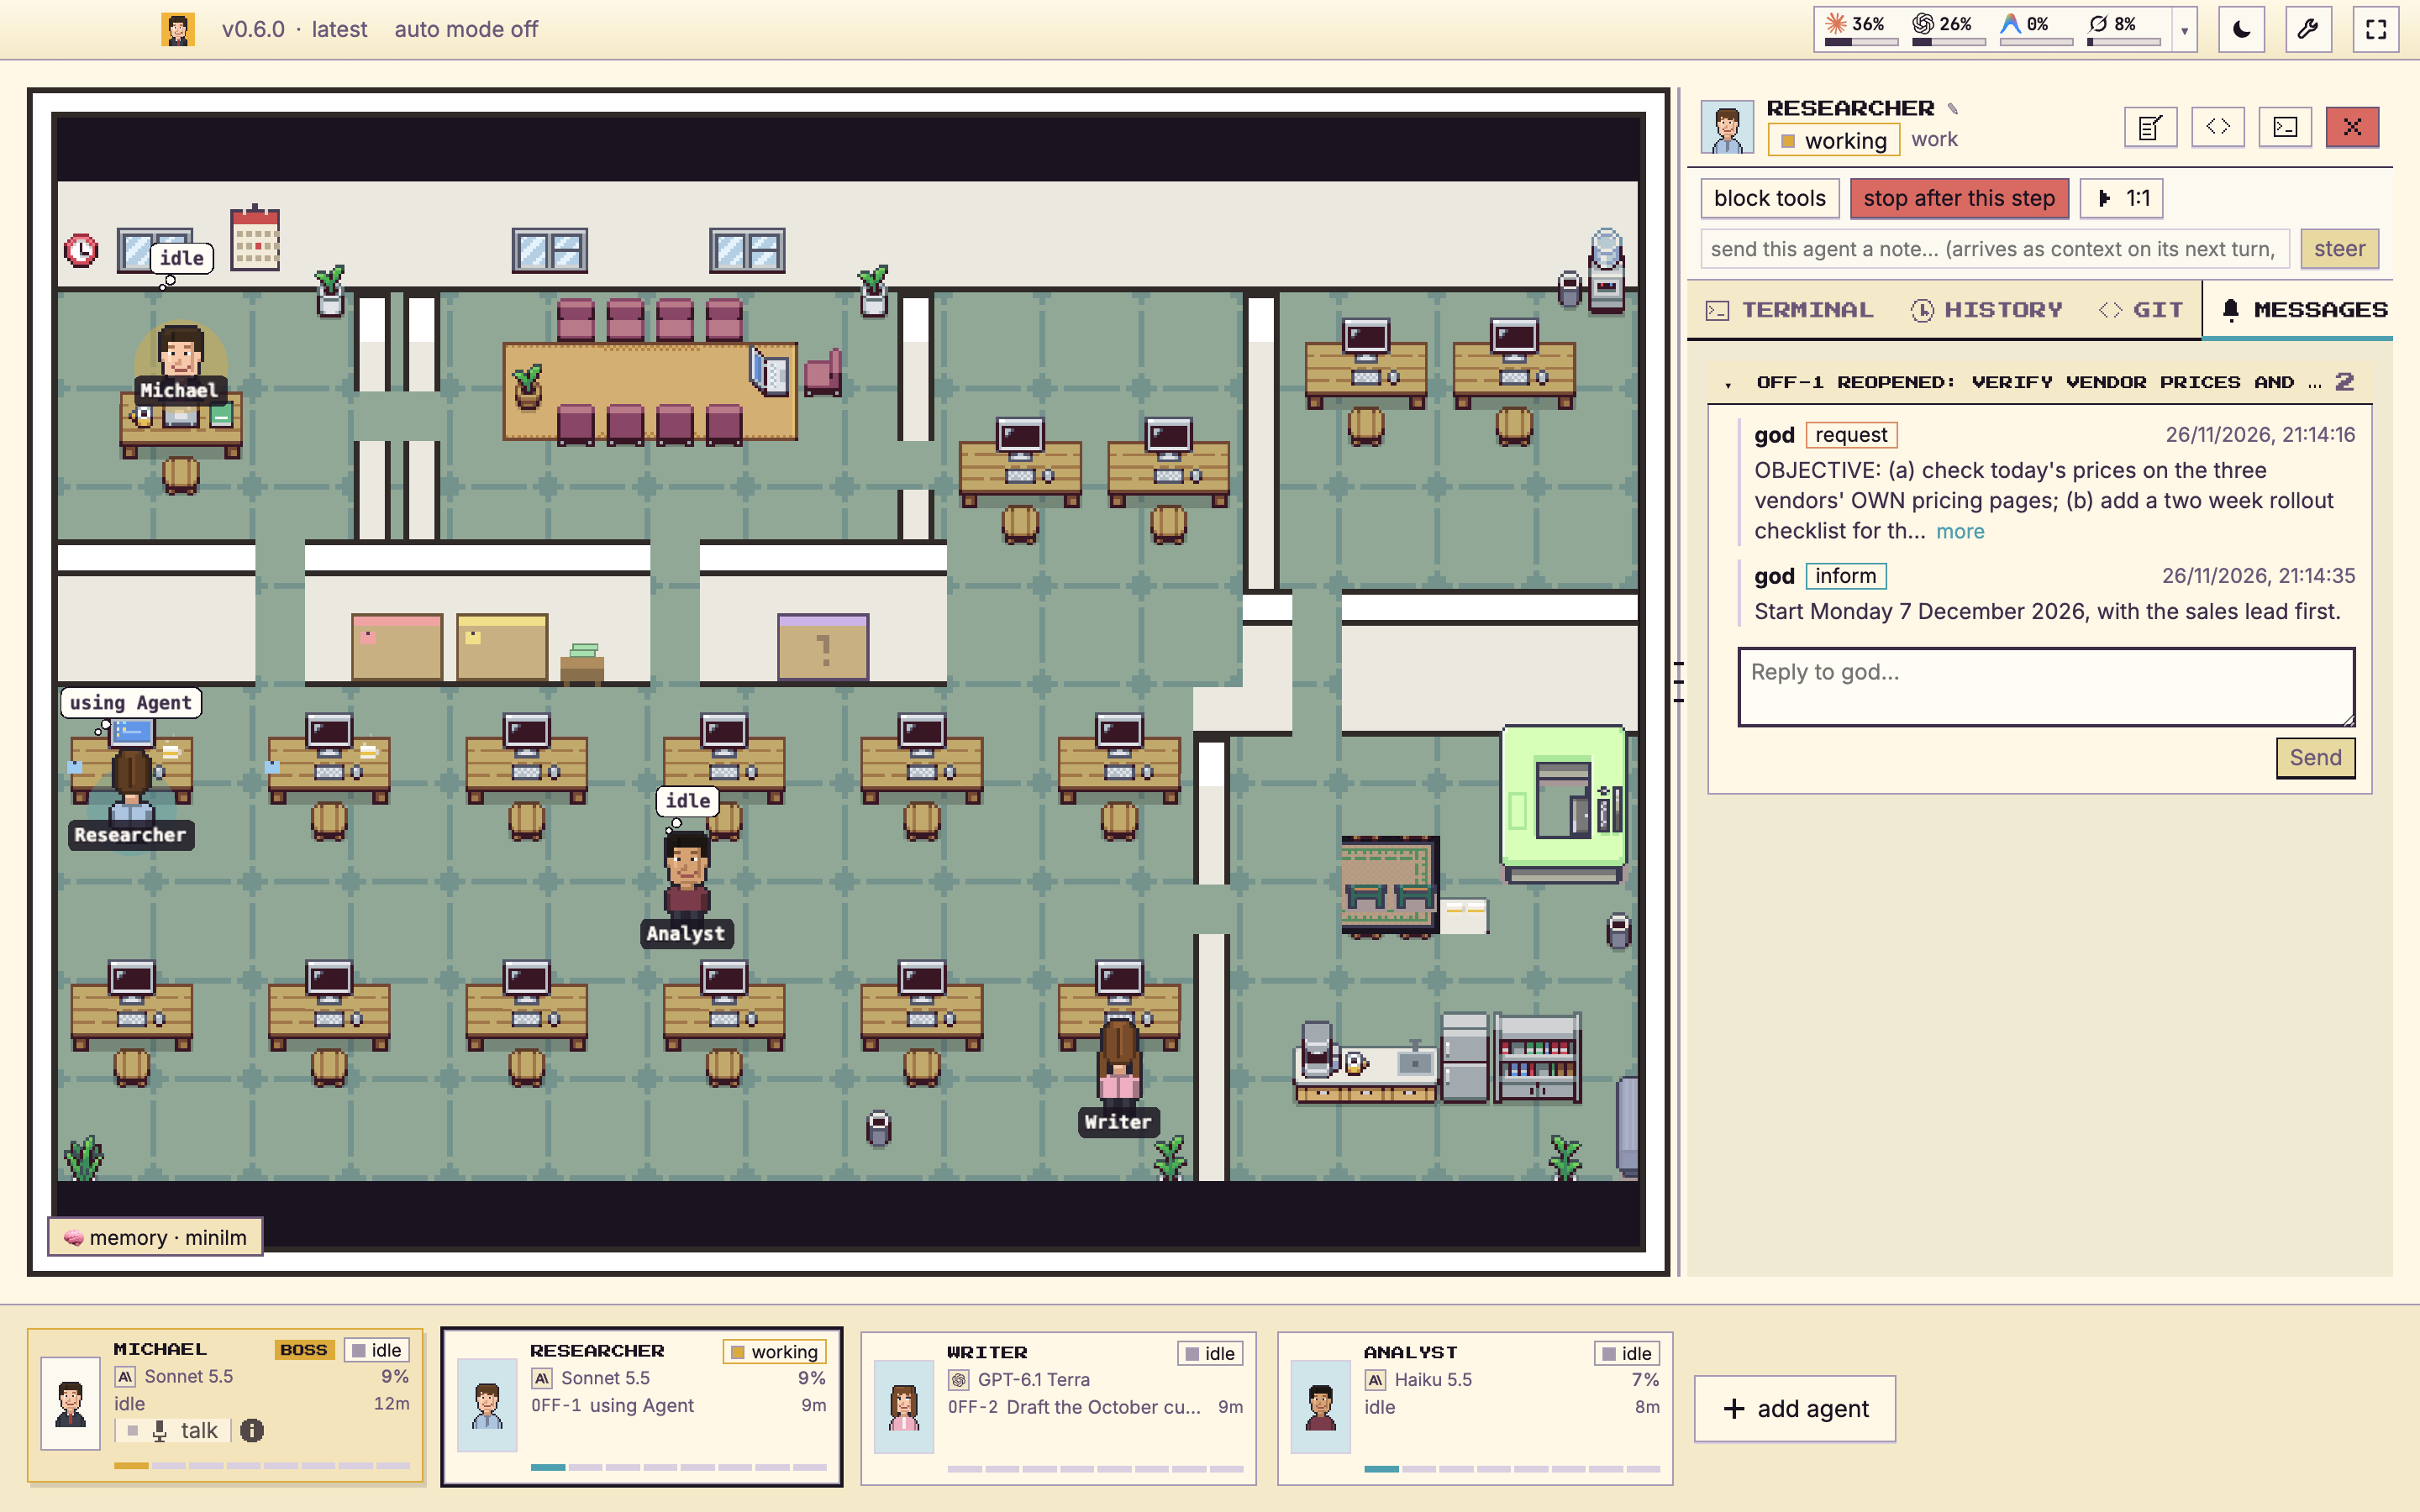 v0.6.0 · latest auto mode off
36% 26% 0% 8%
idle
Michael
using Agent
Researcher
idle
Analyst
Writer
memory · minilm
RESEARCHER
working work
block tools stop after this step 1:1
send this agent a note... (arrives as context on its next turn, steer
TERMINAL HISTORY GIT MESSAGES
OFF-1 REOPENED: VERIFY VENDOR PRICES AND ... 2
god request 26/11/2026, 21:14:16
OBJECTIVE: (a) check today's prices on the three
vendors' OWN pricing pages; (b) add a two week rollout
checklist for th... more
god inform 26/11/2026, 21:14:35
Start Monday 7 December 2026, with the sales lead first.
Reply to god...
Send
MICHAEL BOSS idle
Sonnet 5.5 9%
idle 12m
talk
RESEARCHER working
Sonnet 5.5 9%
OFF-1 using Agent 9m
WRITER idle
GPT-6.1 Terra
OFF-2 Draft the October cu... 9m
ANALYST idle
Haiku 5.5 7%
idle 8m
+ add agent